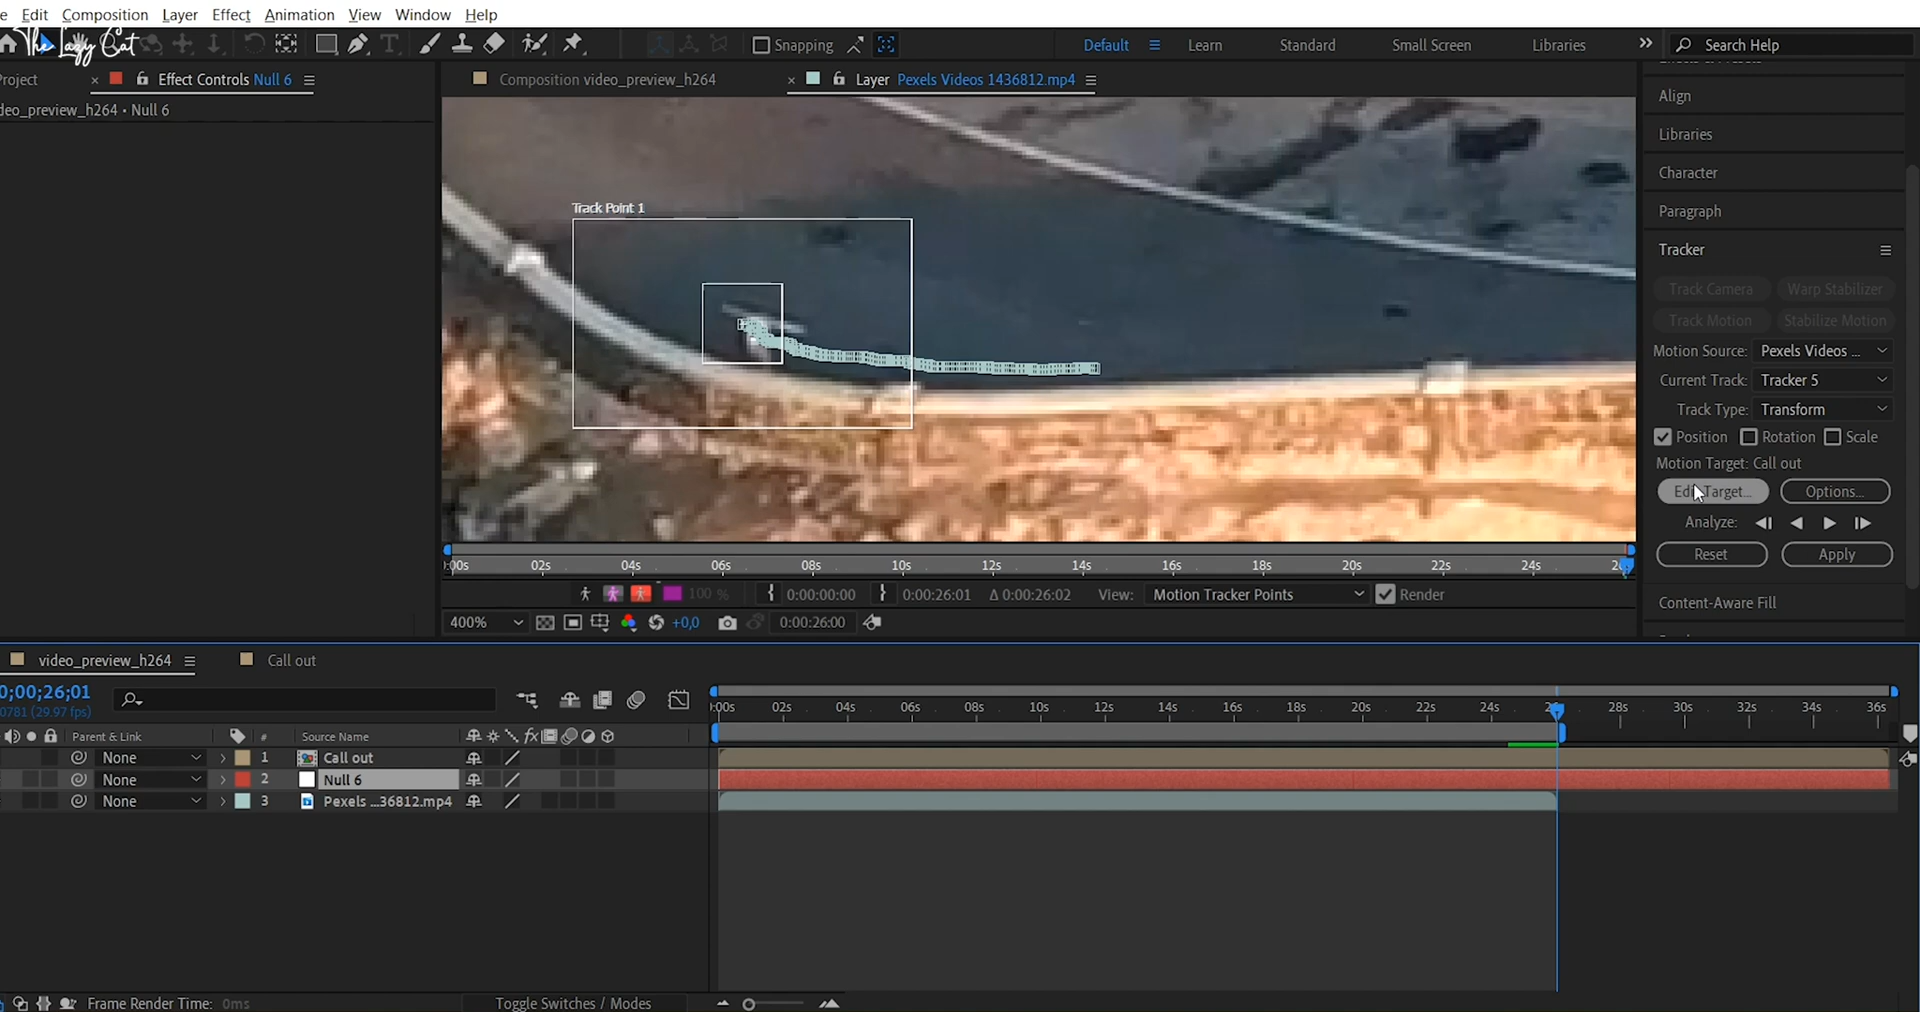 e Edit Composition Layer Effect Animation View Window Help
The Lazy Cat
Snapping
Default Learn Standard Small Screen Libraries Search Help
roject Effect Controls Null 6
deo_preview_h264 • Null 6
Composition video_preview_h264
Layer Pexels Videos 1436812.mp4
Track Point 1
:00s 02s 04s 06s 08s 10s 12s 14s 16s 18s 20s 22s 24s 2
100 % 0:00:00:00 0:00:26:01 Δ 0:00:26:02 View: Motion Tracker Points Render
400% +0,0 0:00:26:00
Align
Libraries
Character
Paragraph
Tracker
Track Camera Warp Stabilizer
Track Motion Stabilize Motion
Motion Source: Pexels Videos ...
Current Track: Tracker 5
Track Type: Transform
Position Rotation Scale
Motion Target: Call out
Edit Target... Options...
Analyze:
Reset Apply
Content-Aware Fill
video_preview_h264 Call out
0;00;26;01
0781 (29.97 fps)
:00s 02s 04s 06s 08s 10s 12s 14s 16s 18s 20s 22s 24s 2 28s 30s 32s 34s 36s
Parent & Link # Source Name fx
None 1 Call out
None 2 Null 6
None 3 Pexels ...36812.mp4
Frame Render Time: 0ms Toggle Switches / Modes